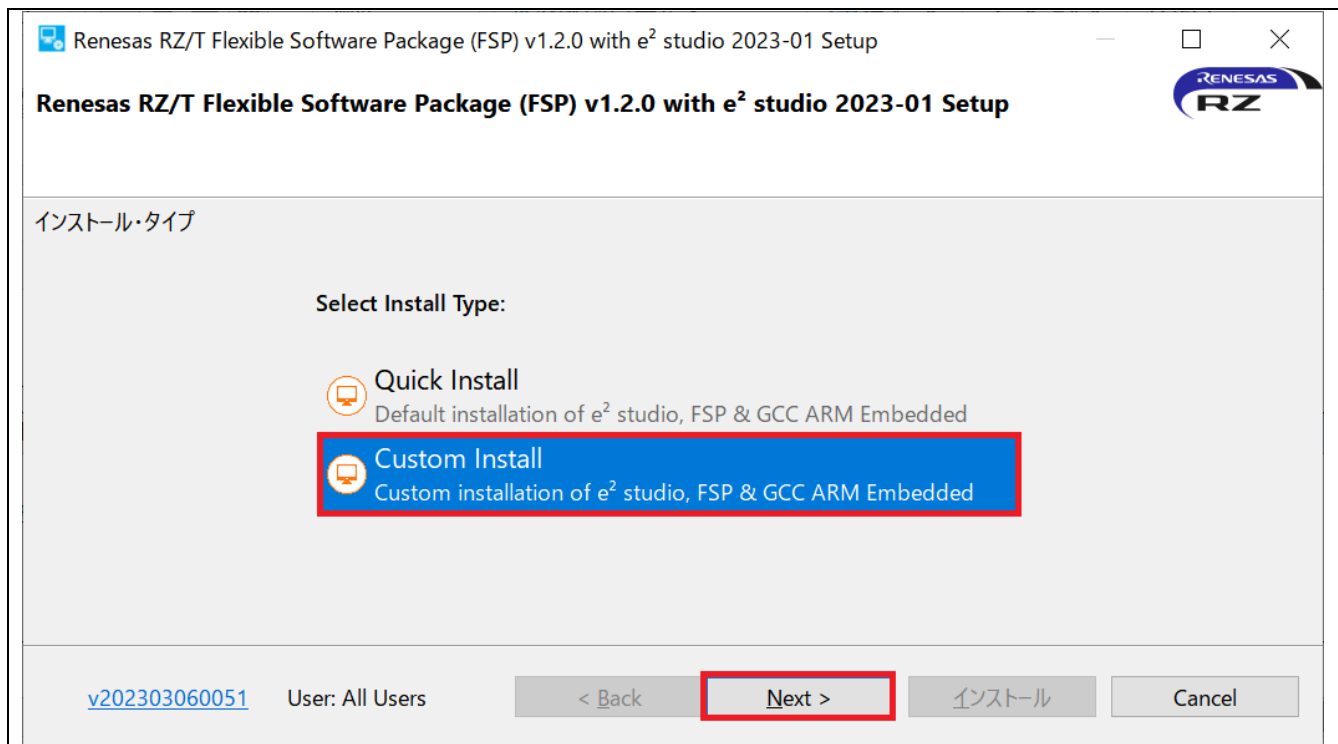 Renesas RZ/T Flexible Software Package (FSP) v1.2.0 with e² studio 2023-01 Setup
Renesas RZ/T Flexible Software Package (FSP) v1.2.0 with e² studio 2023-01 Setup
RENESAS
RZ
インストール・タイプ
Select Install Type:
Quick Install
Default installation of e² studio, FSP & GCC ARM Embedded
Custom Install
Custom installation of e² studio, FSP & GCC ARM Embedded
v202303060051 User: All Users < Back Next > インストール Cancel